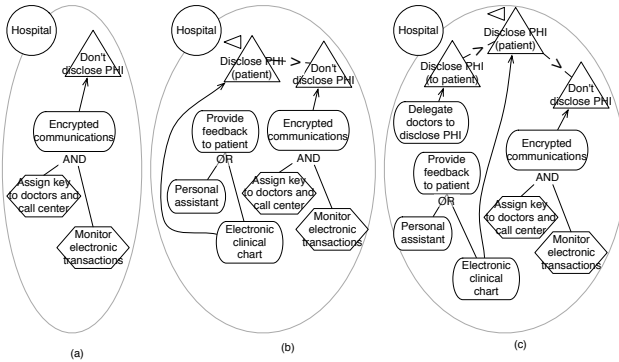 Hospital
Don't
disclose PHI
Encrypted
communications
AND
Assign key
to doctors and
call center
Monitor
electronic
transactions
(a)
Hospital
Disclose PHI
(patient)
Don't
disclose PHI
Provide
feedback
to patient
Encrypted
communications
OR
AND
Personal
assistant
Assign key
to doctors and
call center
Electronic
clinical
chart
Monitor
electronic
transactions
(b)
Hospital
Disclose PHI
(patient)
Disclose PHI
(to patient)
Don't
disclose PHI
Delegate
doctors to
disclose PHI
Encrypted
communications
Provide
feedback
to patient
AND
OR
Assign key
to doctors and
call center
Personal
assistant
Monitor
electronic
transactions
Electronic
clinical
chart
(c)